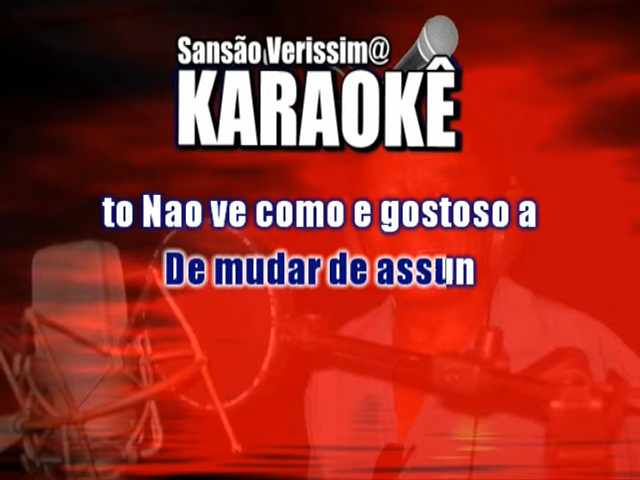 Sansão Verissim@
KARAOKÊ
to Nao ve como e gostoso a
De mudar de assun